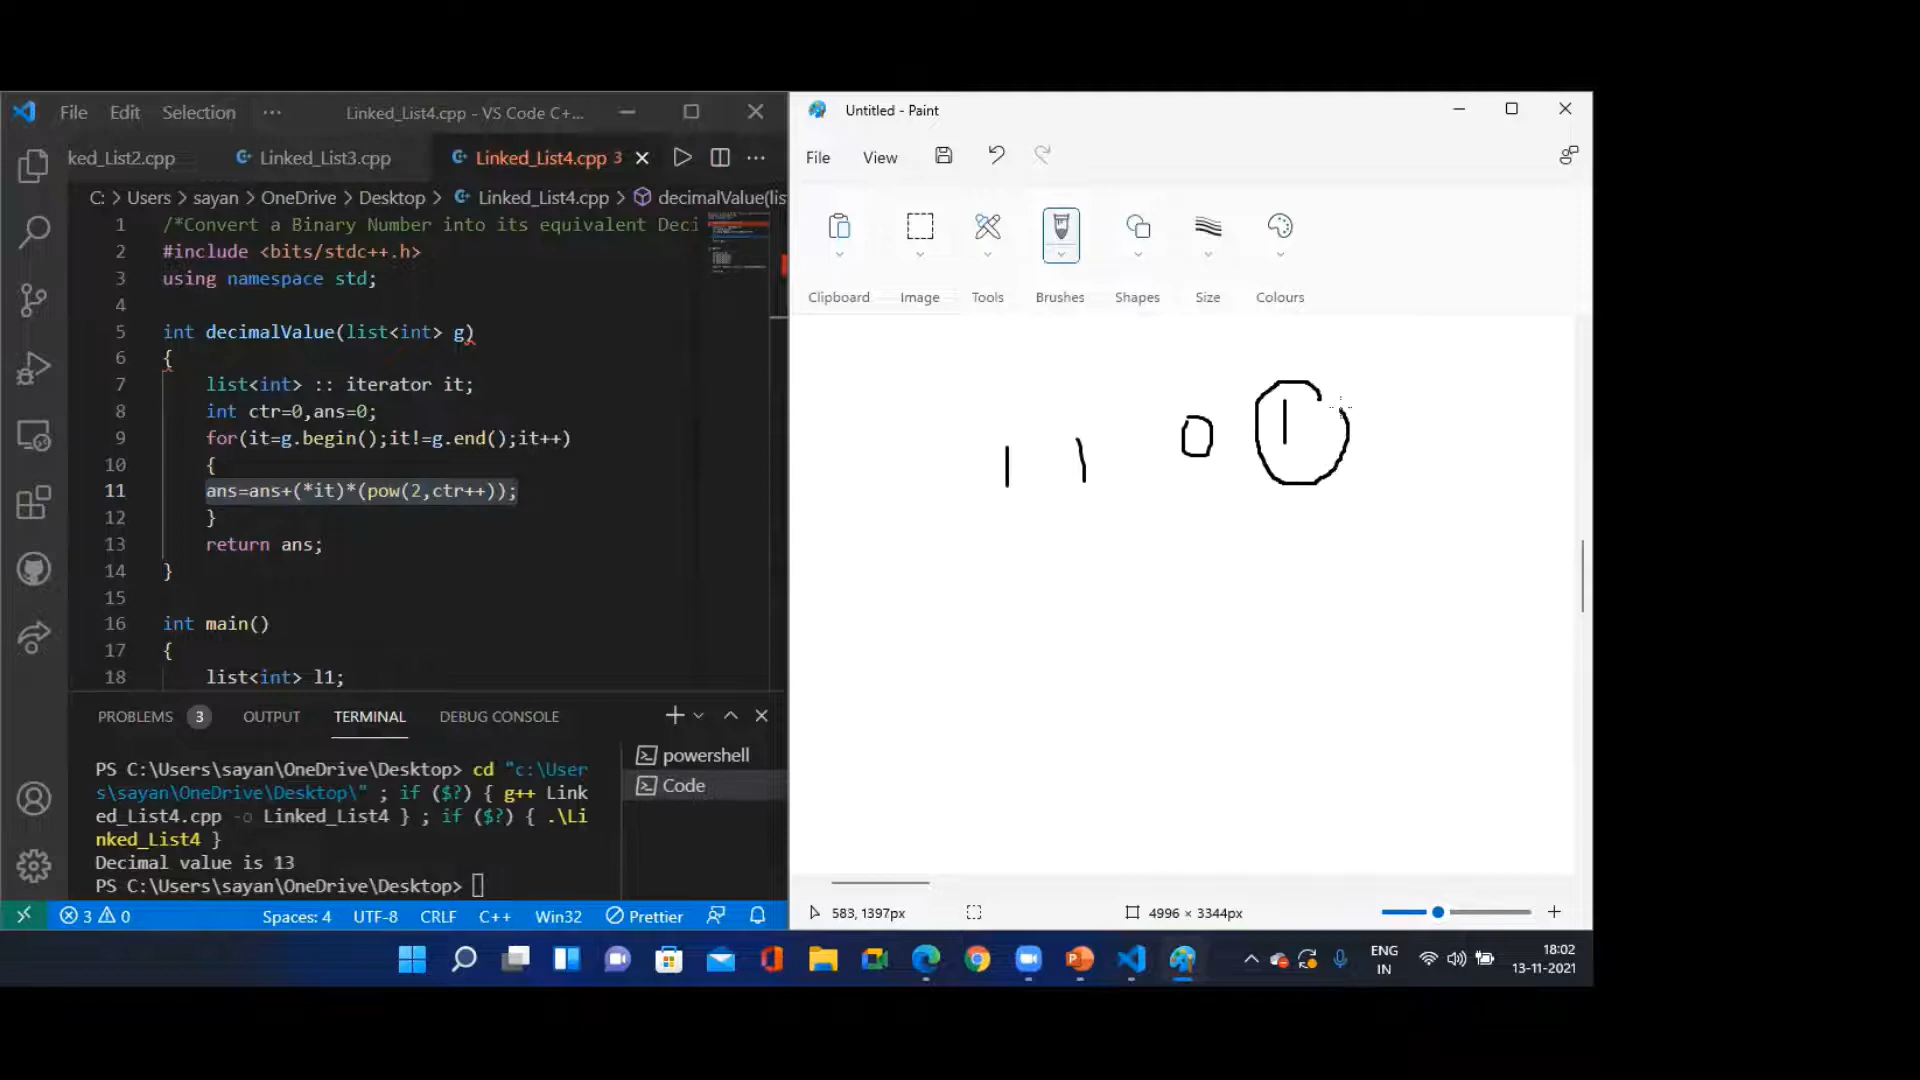 File Edit Selection ··· Linked_List4.cpp - VS Code C+...
ked_List2.cpp Linked_List3.cpp Linked_List4.cpp 3
C: > Users > sayan > OneDrive > Desktop > Linked_List4.cpp > decimalValue(lis
1 /*Convert a Binary Number into its equivalent Deci
2 #include <bits/stdc++.h>
3 using namespace std;
4
5 int decimalValue(list<int> g)
6 {
7 list<int> :: iterator it;
8 int ctr=0,ans=0;
9 for(it=g.begin();it!=g.end();it++)
10 {
11 ans=ans+(*it)*(pow(2,ctr++));
12 }
13 return ans;
14 }
15
16 int main()
17 {
18 list<int> l1;
PROBLEMS 3 OUTPUT TERMINAL DEBUG CONSOLE
PS C:\Users\sayan\OneDrive\Desktop> cd "c:\User
s\sayan\OneDrive\Desktop\" ; if ($?) { g++ Link
ed_List4.cpp -o Linked_List4 } ; if ($?) { .\Li
nked_List4 }
Decimal value is 13
PS C:\Users\sayan\OneDrive\Desktop>
powershell
Code
3 0 Spaces: 4 UTF-8 CRLF C++ Win32 Prettier
Untitled - Paint
File View
Clipboard Image Tools Brushes Shapes Size Colours
1 1 0 1
583, 1397px 4996 × 3344px
ENG
IN
18:02
13-11-2021